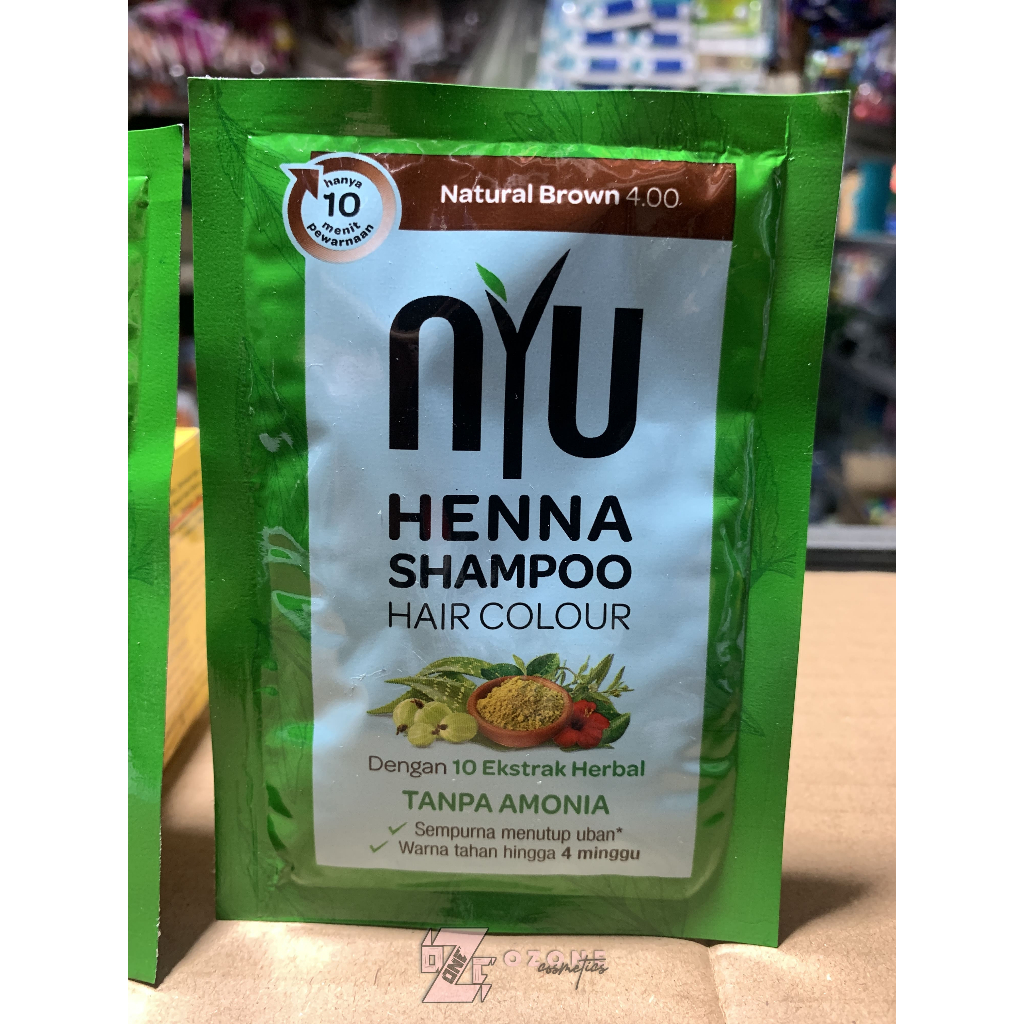 hanya
10
menit
pewarnaan
Natural Brown 4.00
NYU
HENNA
SHAMPOO
HAIR COLOUR
Dengan 10 Ekstrak Herbal
TANPA AMONIA
Sempurna menutup uban*
Warna tahan hingga 4 minggu
OZONE
OZONE
cosmetics